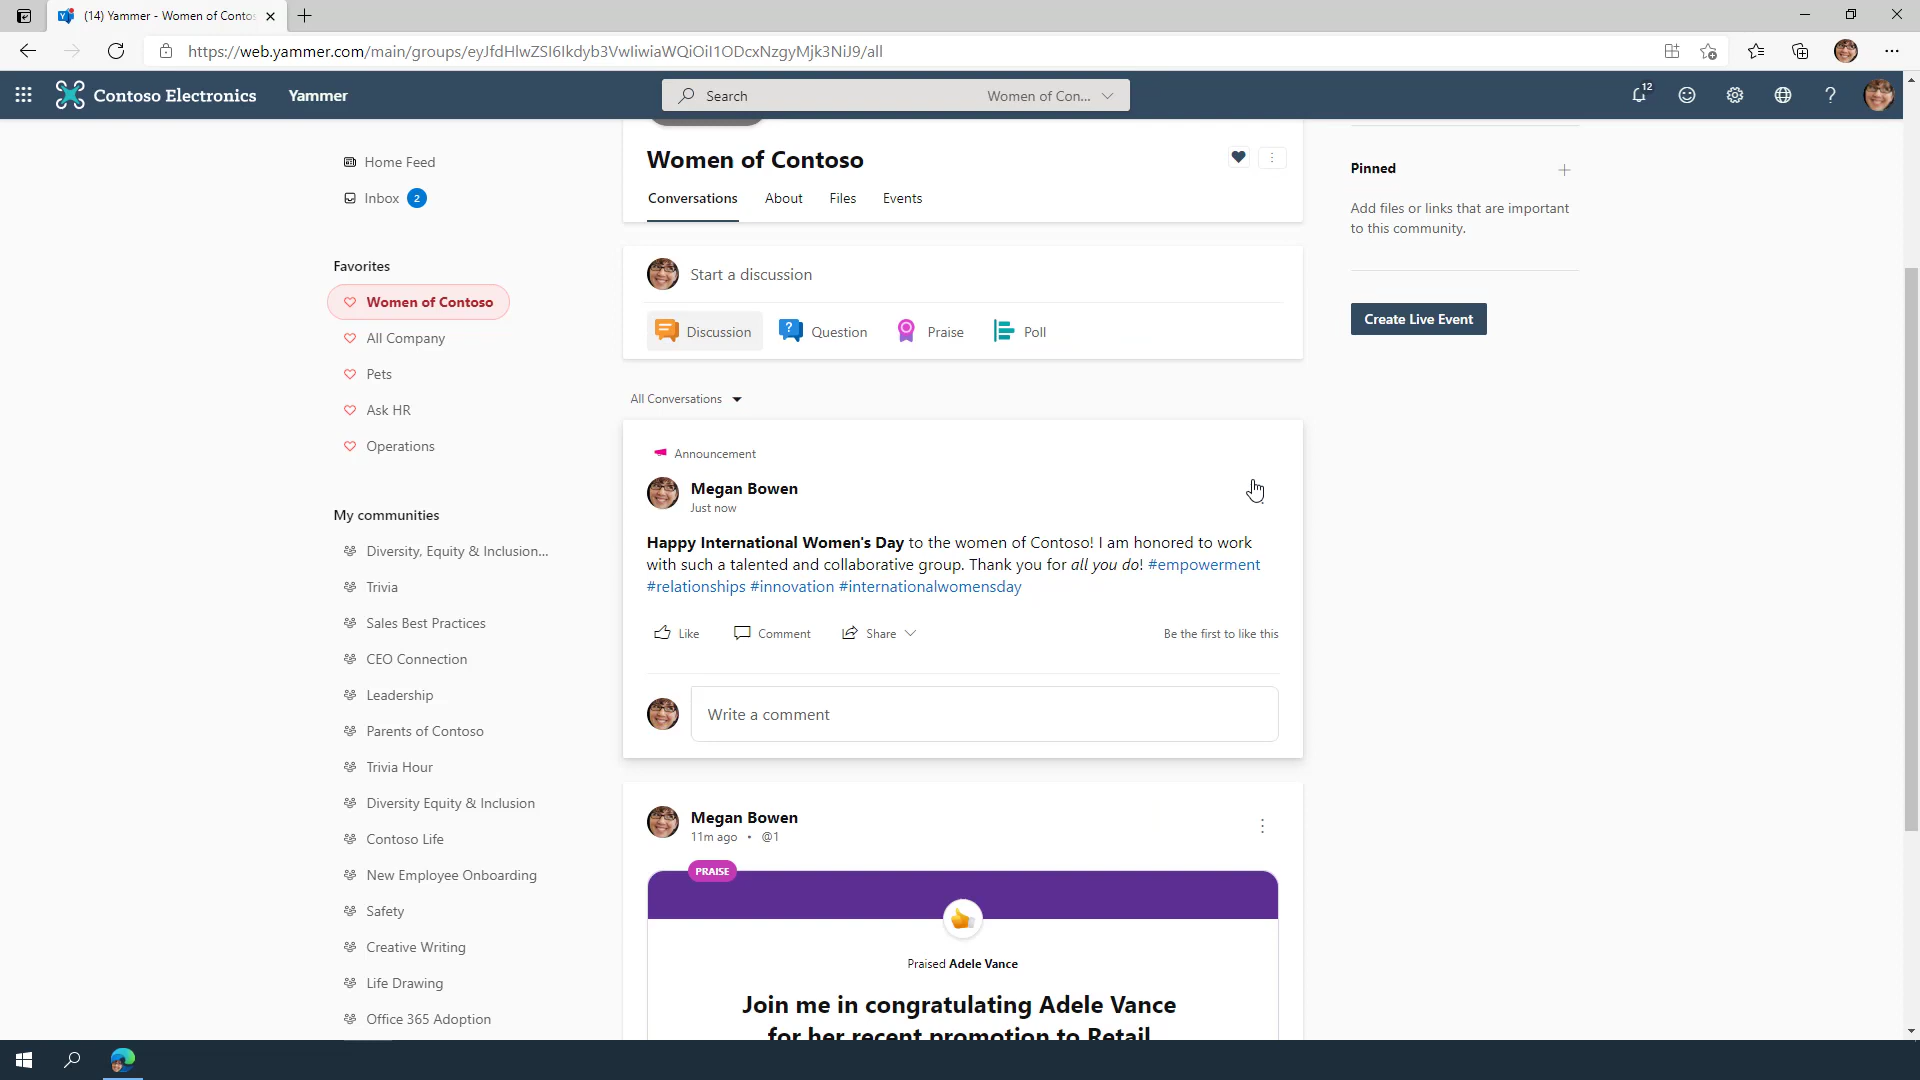 (14) Yammer - Women of Contos
https://web.yammer.com/main/groups/eyJfdHlwZSI6Ikdyb3VwIiwiaWQiOiI1ODcxNzgyMjk3NiJ9/all
Contoso Electronics
Yammer
Search
Women of Con...
12
Home Feed
Inbox 2
Favorites
Women of Contoso
All Company
Pets
Ask HR
Operations
My communities
Diversity, Equity & Inclusion...
Trivia
Sales Best Practices
CEO Connection
Leadership
Parents of Contoso
Trivia Hour
Diversity Equity & Inclusion
Contoso Life
New Employee Onboarding
Safety
Creative Writing
Life Drawing
Office 365 Adoption
Women of Contoso
Conversations About Files Events
Start a discussion
Discussion Question Praise Poll
All Conversations
Announcement
Megan Bowen
Just now
Happy International Women's Day to the women of Contoso! I am honored to work
with such a talented and collaborative group. Thank you for all you do! #empowerment
#relationships #innovation #internationalwomensday
Like Comment Share Be the first to like this
Write a comment
Megan Bowen
11m ago • @1
PRAISE
Praised Adele Vance
Join me in congratulating Adele Vance
for her recent promotion to Retail
Pinned
Add files or links that are important
to this community.
Create Live Event